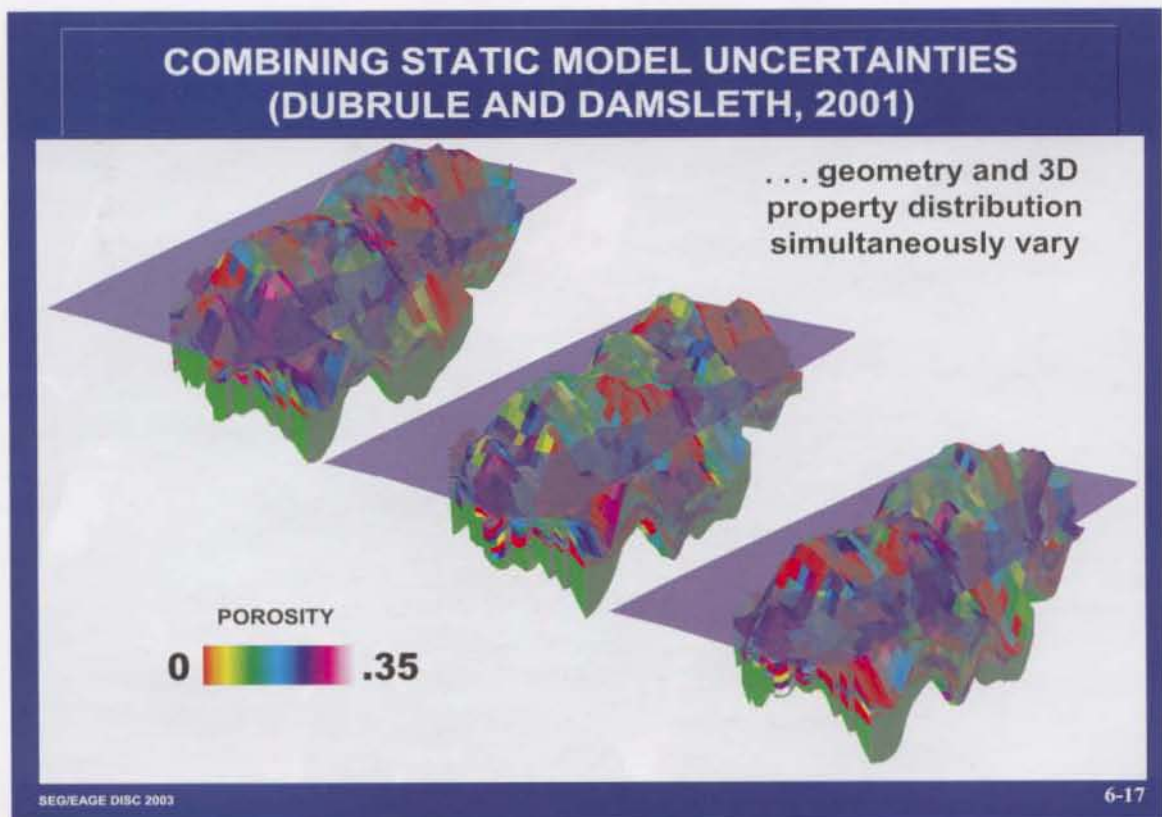 COMBINING STATIC MODEL UNCERTAINTIES
(DUBRULE AND DAMSLETH, 2001)
. . . geometry and 3D
property distribution
simultaneously vary
POROSITY
0 .35
SEG/EAGE DISC 2003
6-17